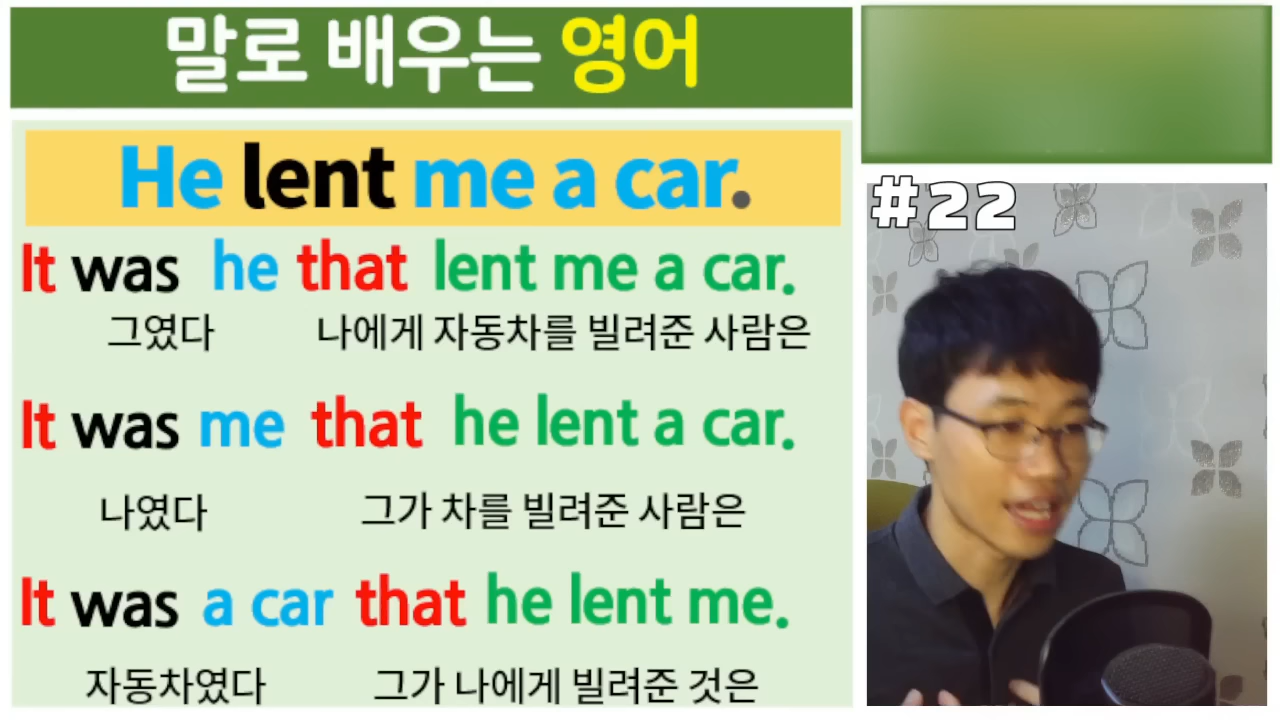 말로 배우는 영어
He lent me a car.
#22
It was he that lent me a car.
그였다 나에게 자동차를 빌려준 사람은
It was me that he lent a car.
나였다 그가 차를 빌려준 사람은
It was a car that he lent me.
자동차였다 그가 나에게 빌려준 것은